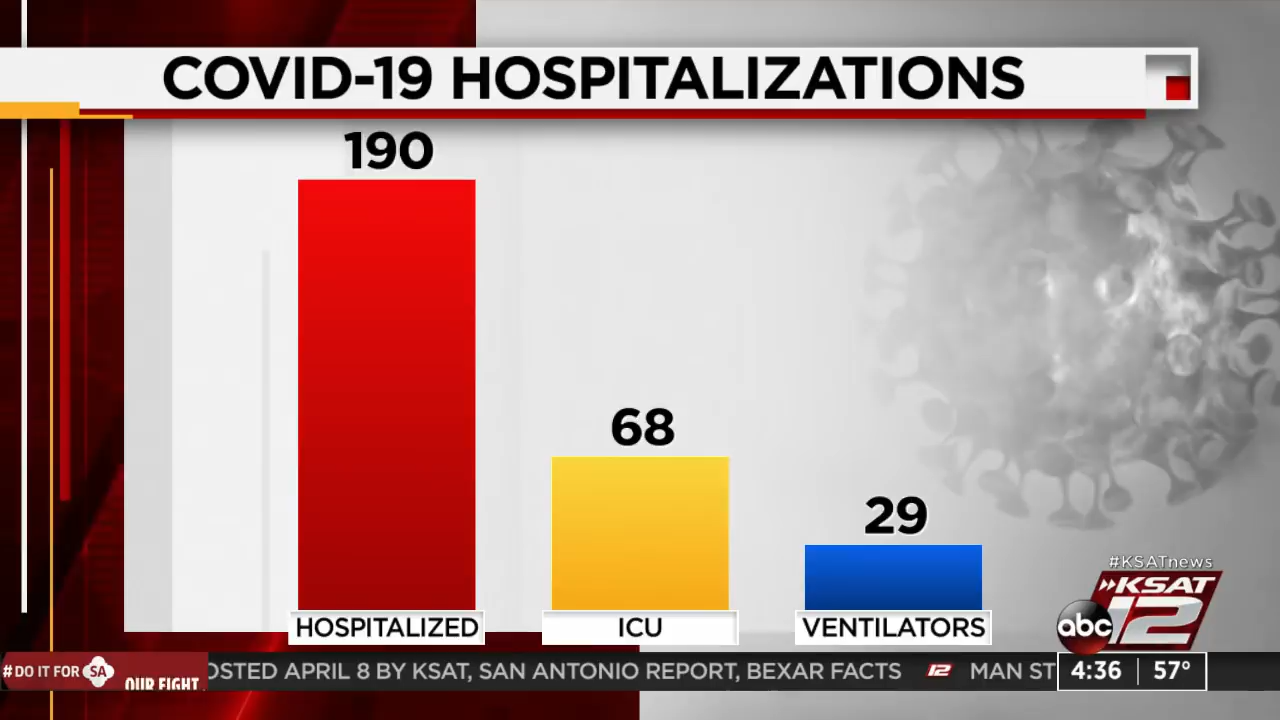 COVID-19 HOSPITALIZATIONS
190
68
29
HOSPITALIZED
ICU
VENTILATORS
#KSATnews
KSAT
abc 12
#DO IT FOR SA
OUR FIGHT
OSTED APRIL 8 BY KSAT, SAN ANTONIO REPORT, BEXAR FACTS 12 MAN ST
4:36 57°